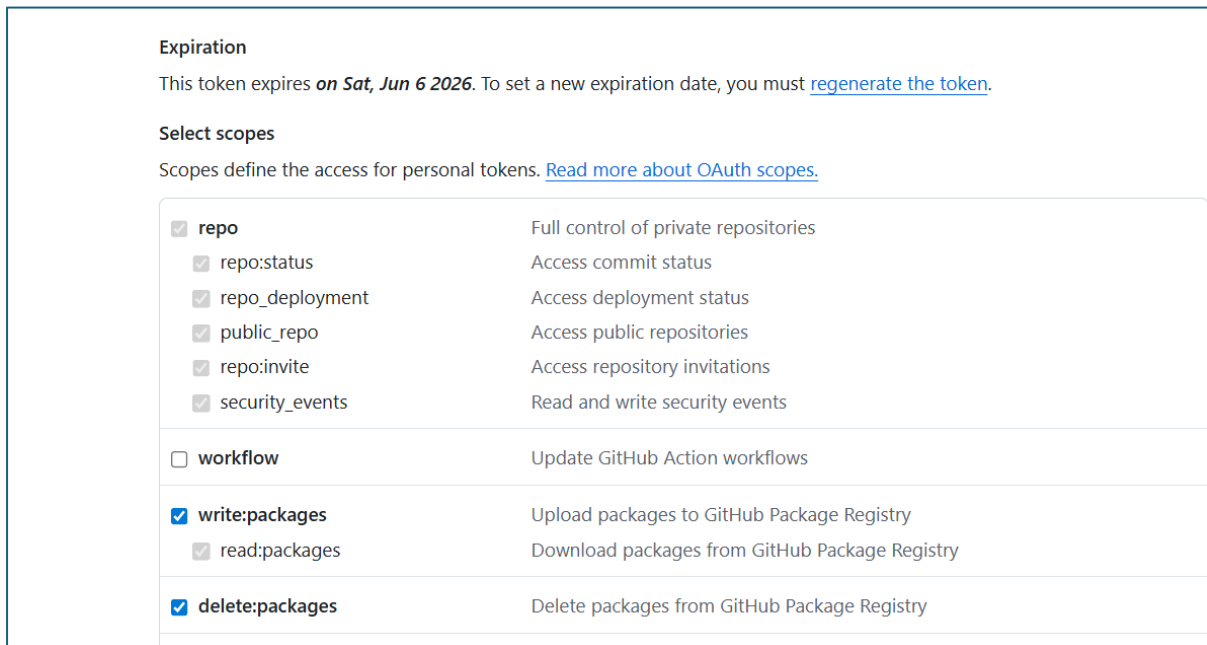 Expiration
This token expires on Sat, Jun 6 2026. To set a new expiration date, you must regenerate the token.
Select scopes
Scopes define the access for personal tokens. Read more about OAuth scopes.
repo Full control of private repositories
repo:status Access commit status
repo_deployment Access deployment status
public_repo Access public repositories
repo:invite Access repository invitations
security_events Read and write security events
workflow Update GitHub Action workflows
write:packages Upload packages to GitHub Package Registry
read:packages Download packages from GitHub Package Registry
delete:packages Delete packages from GitHub Package Registry